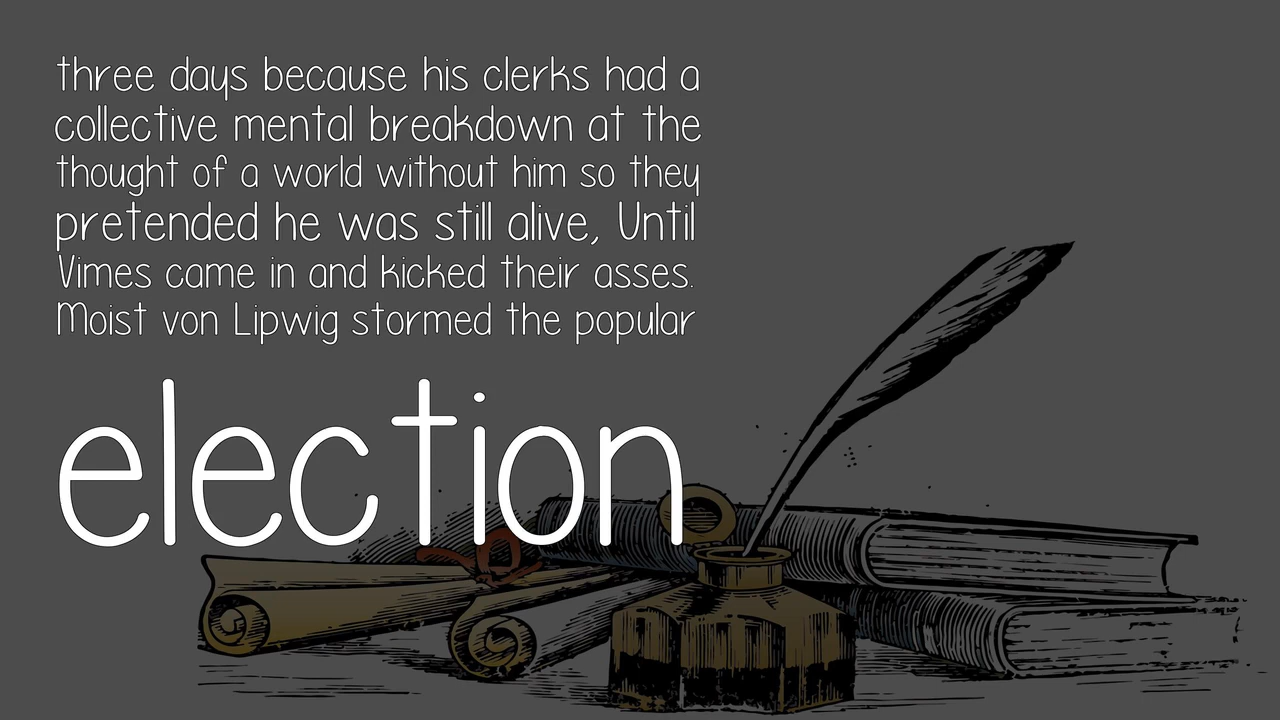 three days because his clerks had a
collective mental breakdown at the
thought of a world without him so they
pretended he was still alive, Until
Vimes came in and kicked their asses.
Moist von Lipwig stormed the popular
election